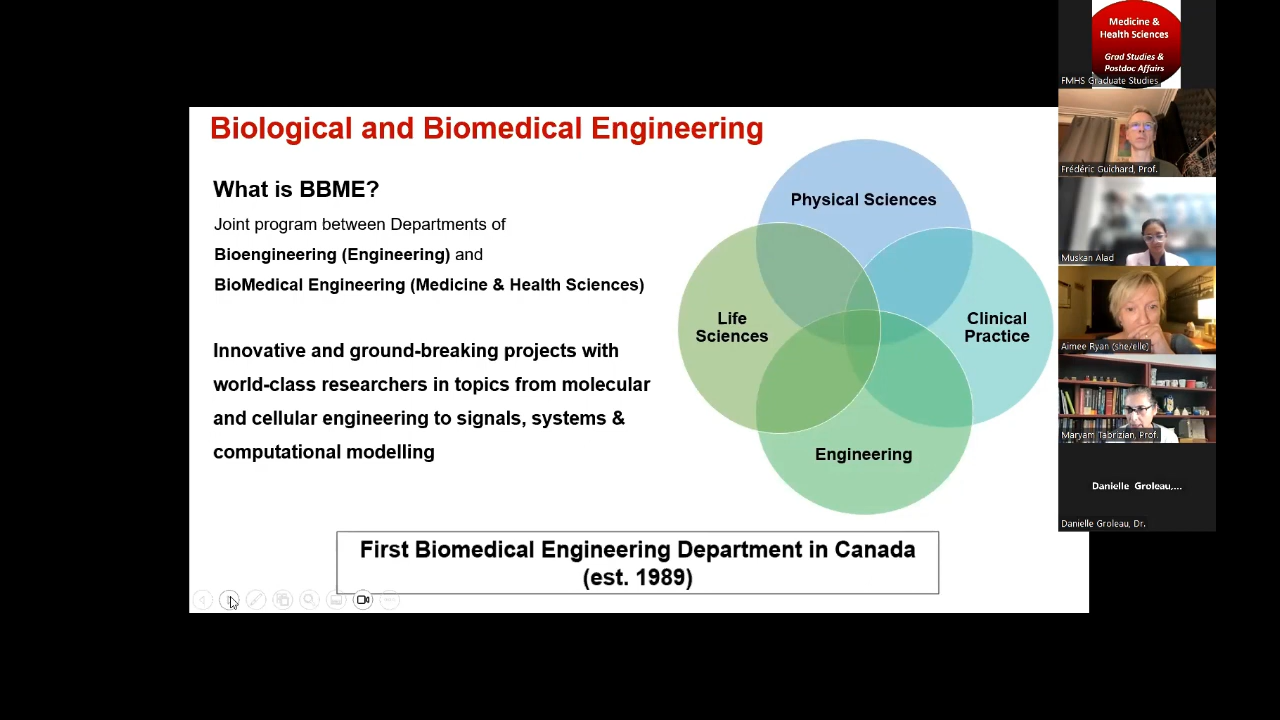 Biological and Biomedical Engineering
What is BBME?
Joint program between Departments of
Bioengineering (Engineering) and
BioMedical Engineering (Medicine & Health Sciences)
Innovative and ground-breaking projects with
world-class researchers in topics from molecular
and cellular engineering to signals, systems &
computational modelling
Physical Sciences
Life
Sciences
Clinical
Practice
Engineering
First Biomedical Engineering Department in Canada
(est. 1989)
Medicine &
Health Sciences
Grad Studies &
Postdoc Affairs
FMHS Graduate Studies
Frédéric Guichard, Prof.
Muskan Alad
Aimee Ryan (she/elle)
Maryam Tabrizian, Prof.
Danielle Groleau,...
Danielle Groleau, Dr.